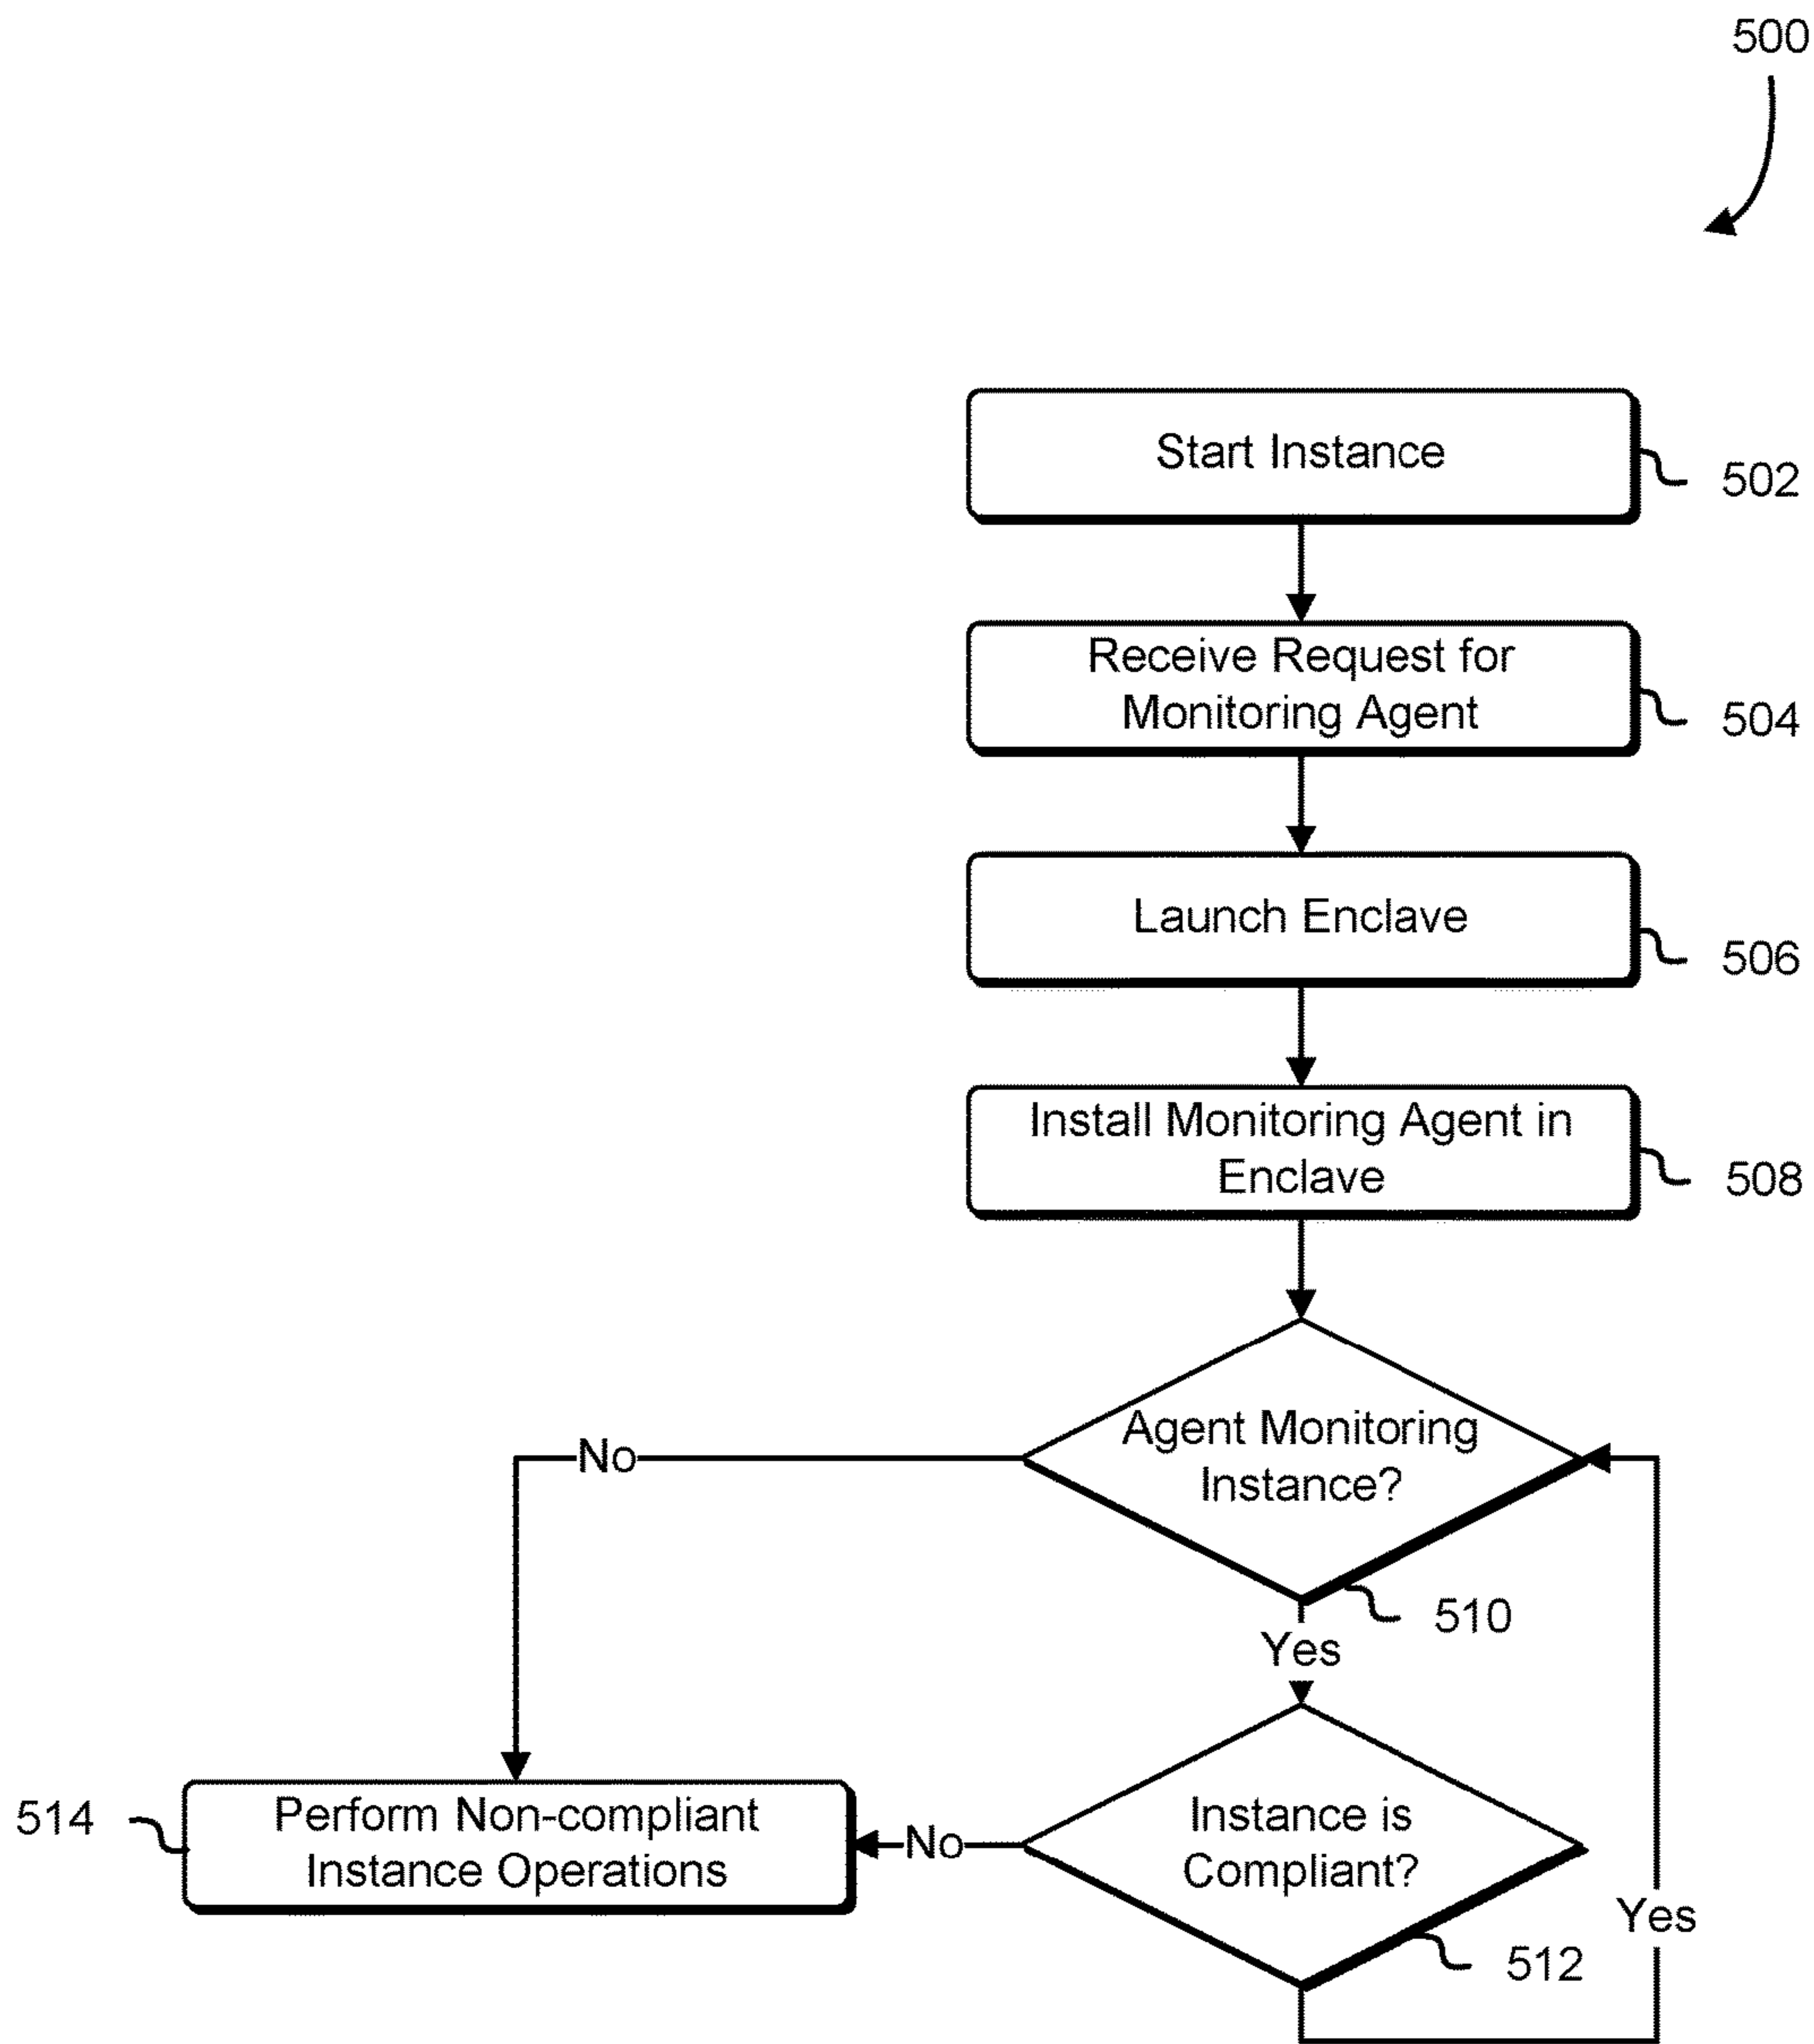 500
Start Instance
502
Receive Request for
Monitoring Agent
504
Launch Enclave
506
Install Monitoring Agent in
Enclave
508
Agent Monitoring
Instance?
No
510
Yes
514
Perform Non-compliant
Instance Operations
No
Instance is
Compliant?
Yes
512